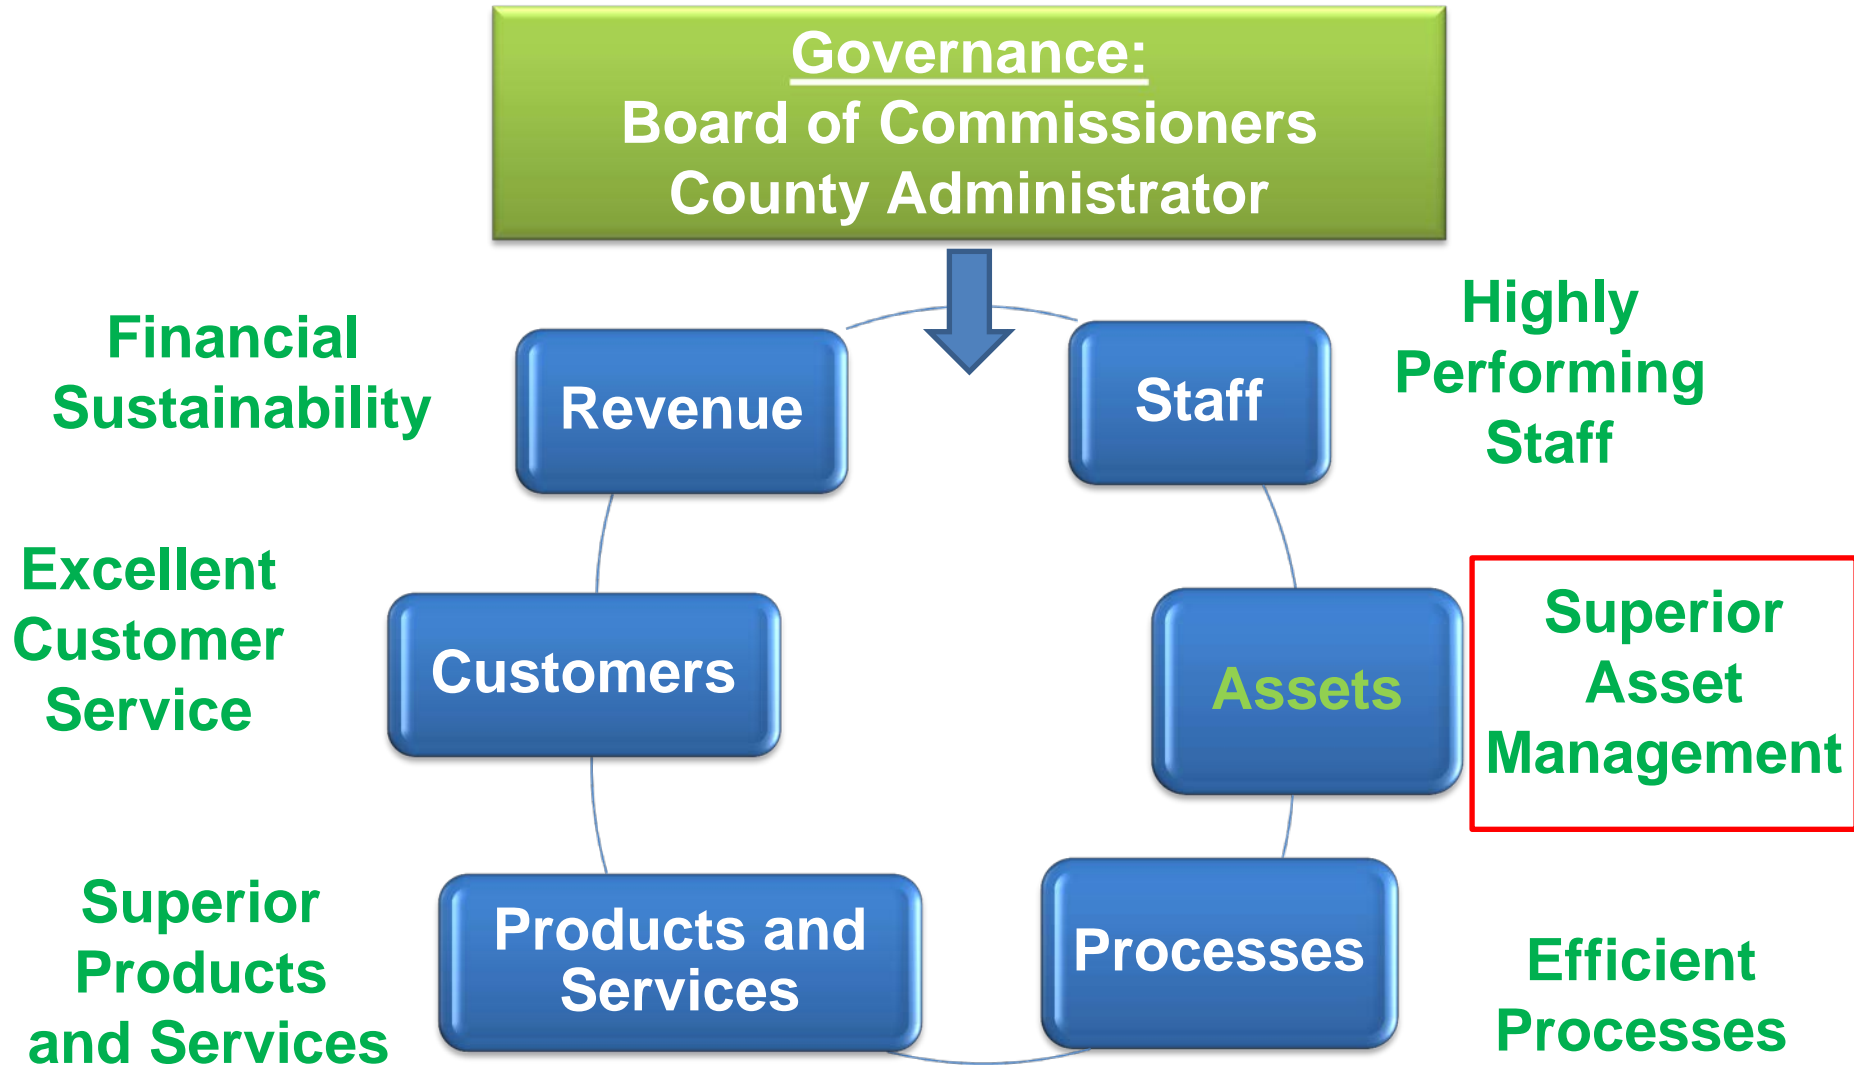 Governance:
Board of Commissioners
County Administrator
Financial
Sustainability
Revenue
Staff
Highly
Performing
Staff
Excellent
Customer
Service
Customers
Assets
Superior
Asset
Management
Superior
Products
and Services
Products and
Services
Processes
Efficient
Processes